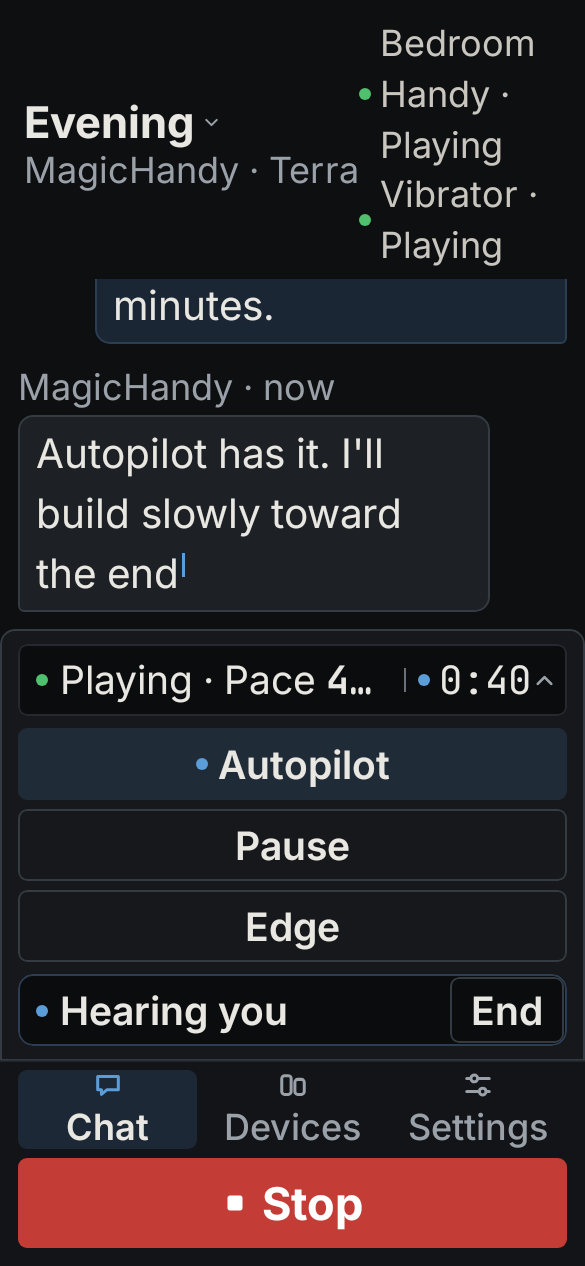 Evening
MagicHandy · Terra
Bedroom
Handy ·
Playing
Vibrator ·
Playing
minutes.
MagicHandy · now
Autopilot has it. I'll
build slowly toward
the end
Playing · Pace 4… 0:40
Autopilot
Pause
Edge
Hearing you End
Chat Devices Settings
Stop